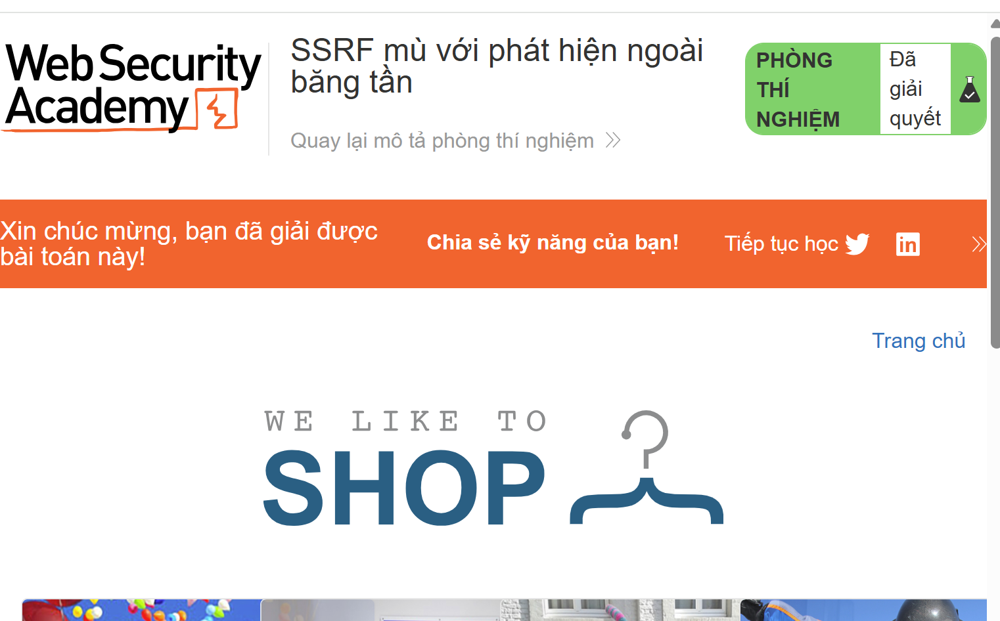 Web Security
Academy
SSRF mù với phát hiện ngoài
băng tần
Quay lại mô tả phòng thí nghiệm
PHÒNG
THÍ
NGHIỆM
Đã
giải
quyết
Xin chúc mừng, bạn đã giải được
bài toán này!
Chia sẻ kỹ năng của bạn!
Tiếp tục học
in
Trang chủ
WE LIKE TO
SHOP